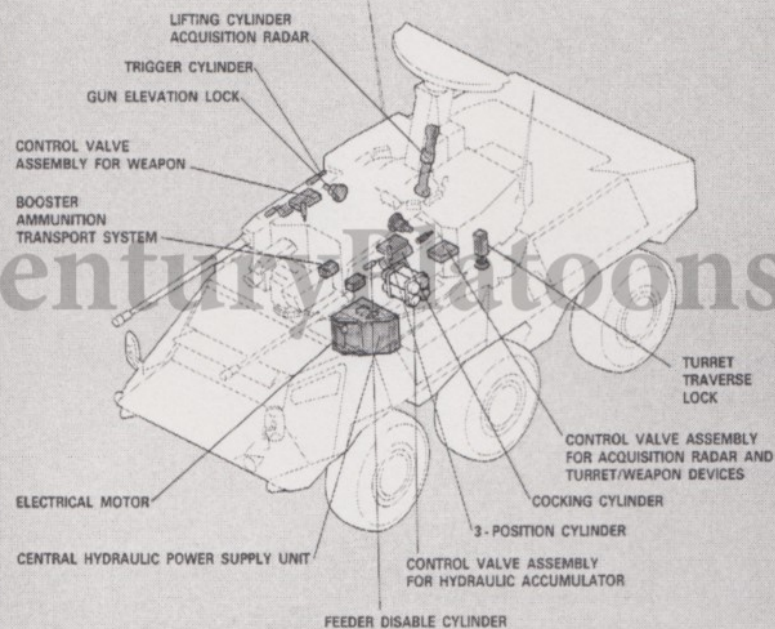 LIFTING CYLINDER
ACQUISITION RADAR
TRIGGER CYLINDER
GUN ELEVATION LOCK
CONTROL VALVE
ASSEMBLY FOR WEAPON
BOOSTER
AMMUNITION
TRANSPORT SYSTEM
enturyPlatoons
TURRET
TRAVERSE
LOCK
CONTROL VALVE ASSEMBLY
FOR ACQUISITION RADAR AND
TURRET/WEAPON DEVICES
ELECTRICAL MOTOR
COCKING CYLINDER
3-POSITION CYLINDER
CENTRAL HYDRAULIC POWER SUPPLY UNIT
CONTROL VALVE ASSEMBLY
FOR HYDRAULIC ACCUMULATOR
FEEDER DISABLE CYLINDER